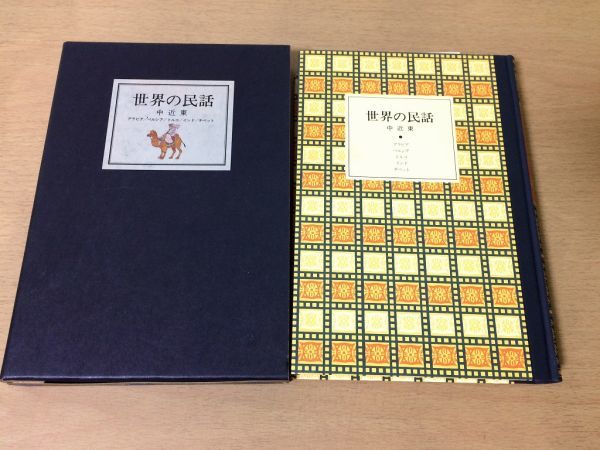 世界の民話
中近東
アラビア/ペルシア/トルコ/インド/チベット
世界の民話
中近東
●
アラビア
ペルシア
トルコ
インド
チベット